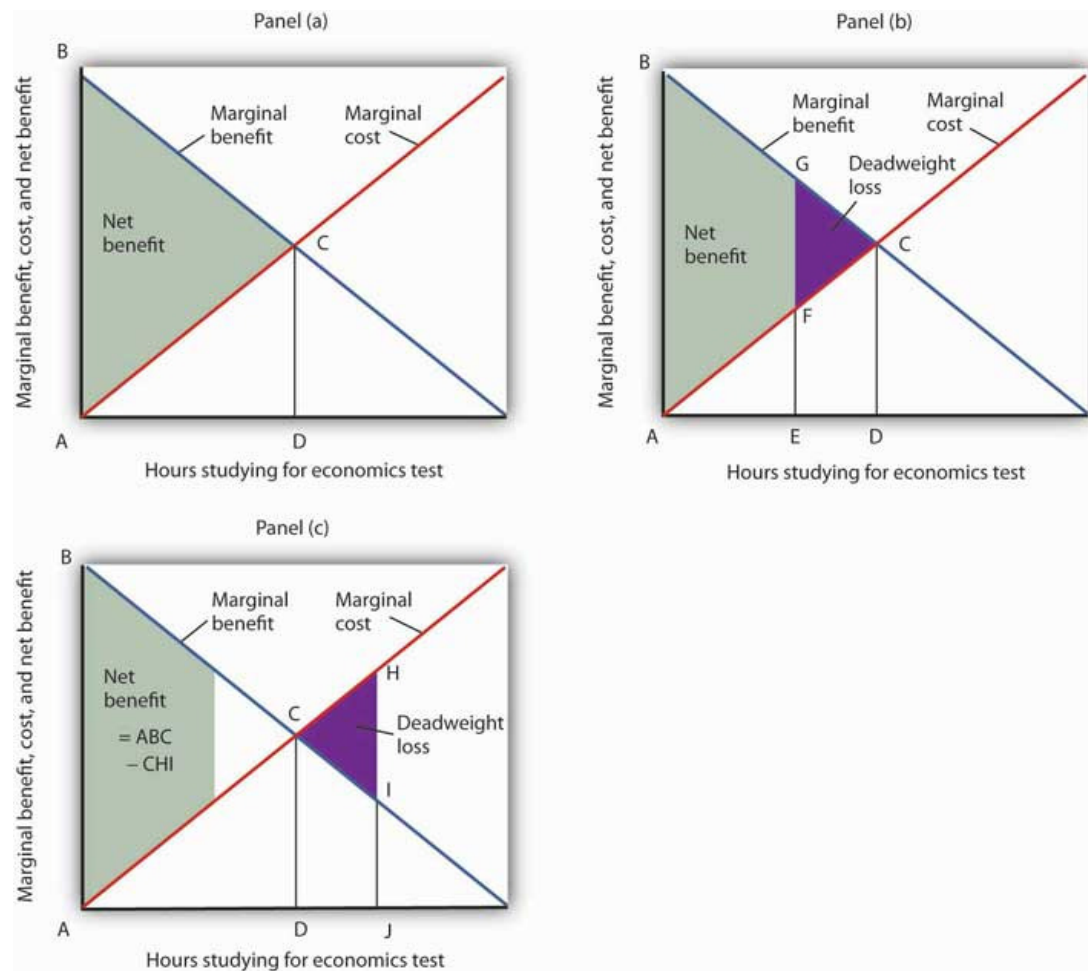 Panel (a)
B
Marginal benefit, cost, and net benefit
Marginal
benefit
Marginal
cost
Net
benefit
C
A
D
Hours studying for economics test
Panel (b)
B
Marginal benefit, cost, and net benefit
Marginal
benefit
Marginal
cost
G
Deadweight
loss
Net
benefit
C
F
A
E
D
Hours studying for economics test
Panel (c)
B
Marginal benefit, cost, and net benefit
Marginal
benefit
Marginal
cost
Net
benefit
= ABC
– CHI
H
C
Deadweight
loss
I
A
D
J
Hours studying for economics test